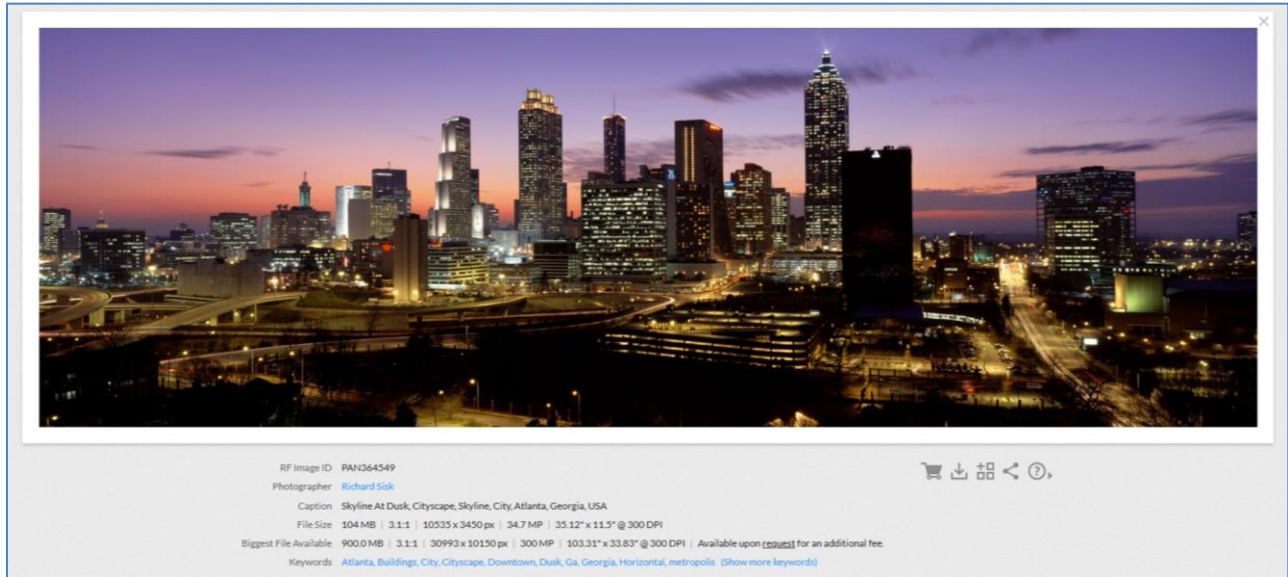 RF Image ID PAN364549
Photographer Richard Sisk
Caption Skyline At Dusk, Cityscape, Skyline, City, Atlanta, Georgia, USA
File Size 104 MB | 3.1:1 | 10535 x 3450 px | 34.7 MP | 35.12" x 11.5" @ 300 DPI
Biggest File Available 900.0 MB | 3.1:1 | 30993 x 10150 px | 300 MP | 103.31" x 33.83" @ 300 DPI | Available upon request for an additional fee.
Keywords Atlanta, Buildings, City, Cityscape, Downtown, Dusk, Ga, Georgia, Horizontal, metropolis (Show more keywords)